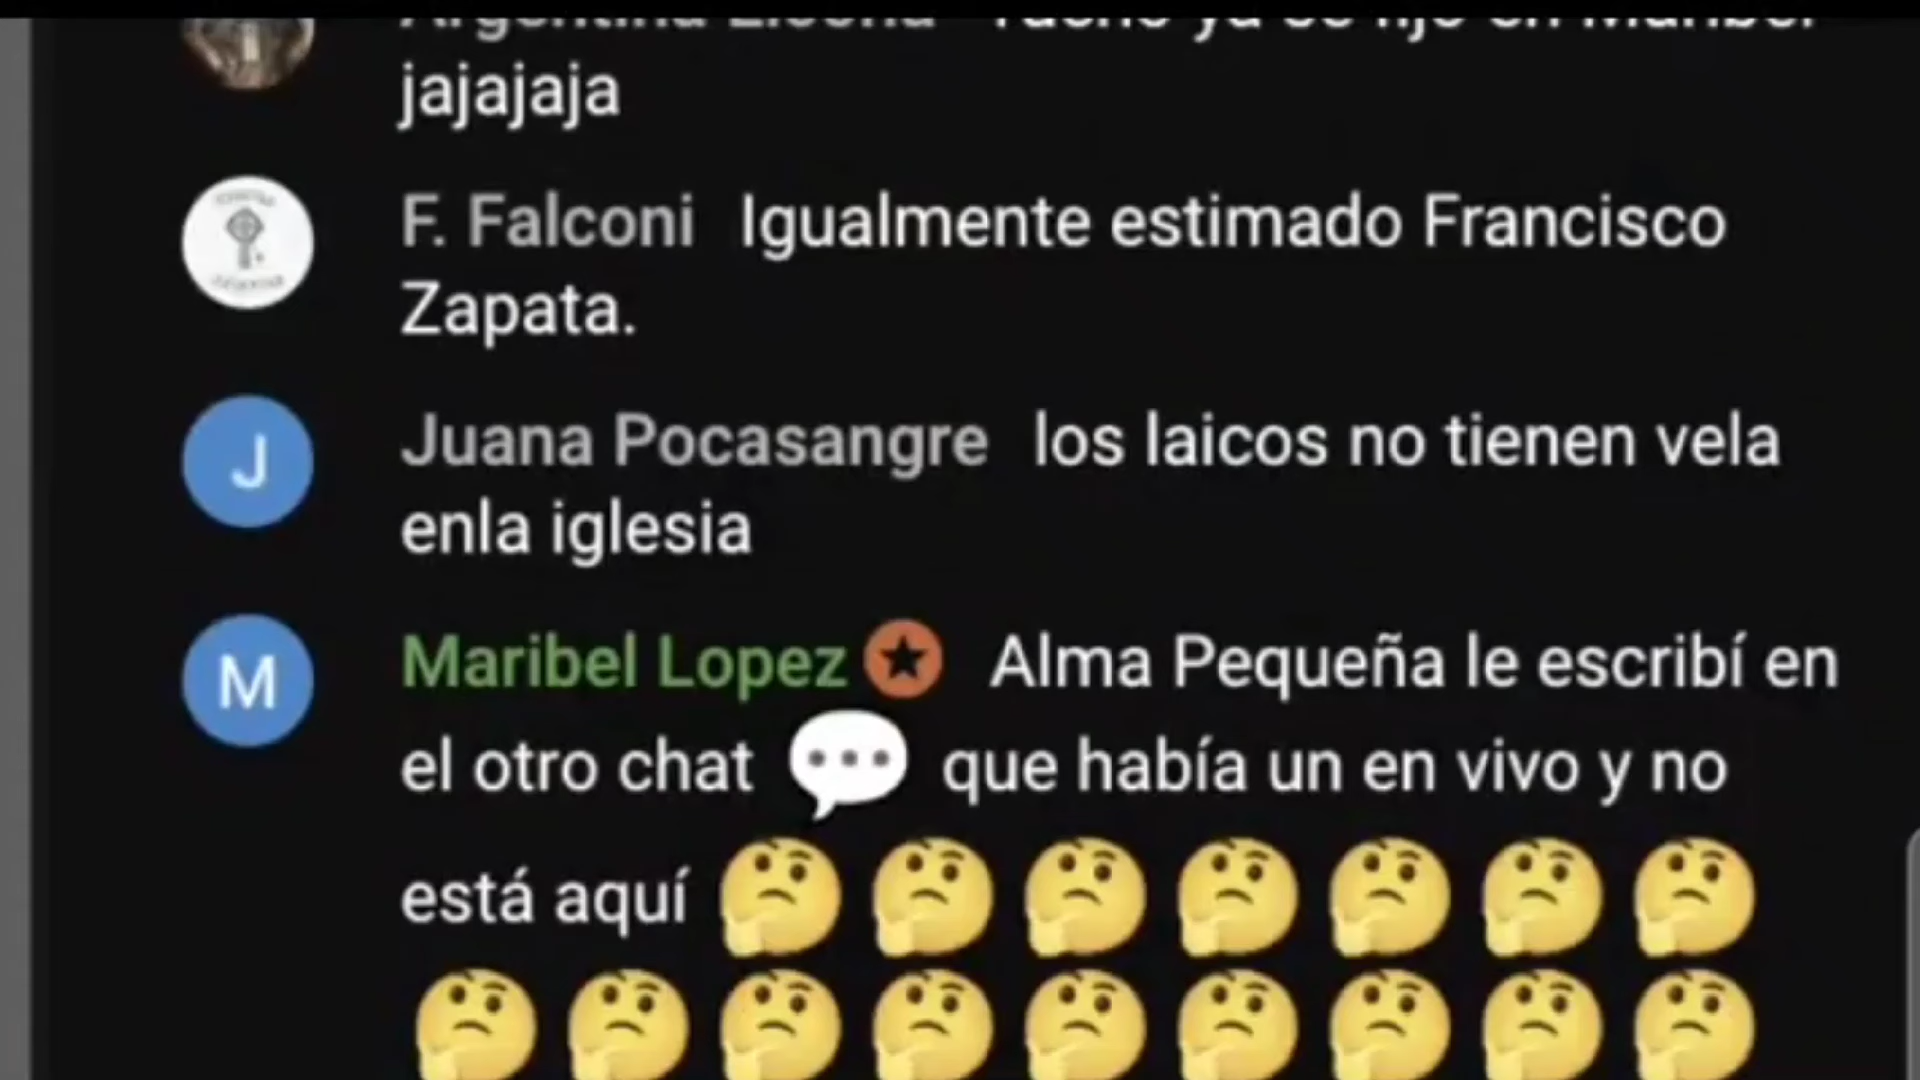 jajajaja
F. Falconi Igualmente estimado Francisco
Zapata.
J Juana Pocasangre los laicos no tienen vela
enla iglesia
M Maribel Lopez Alma Pequeña le escribí en
el otro chat 💬 que había un en vivo y no
está aquí 🤔🤔🤔🤔🤔🤔🤔
🤔🤔🤔🤔🤔🤔🤔🤔🤔